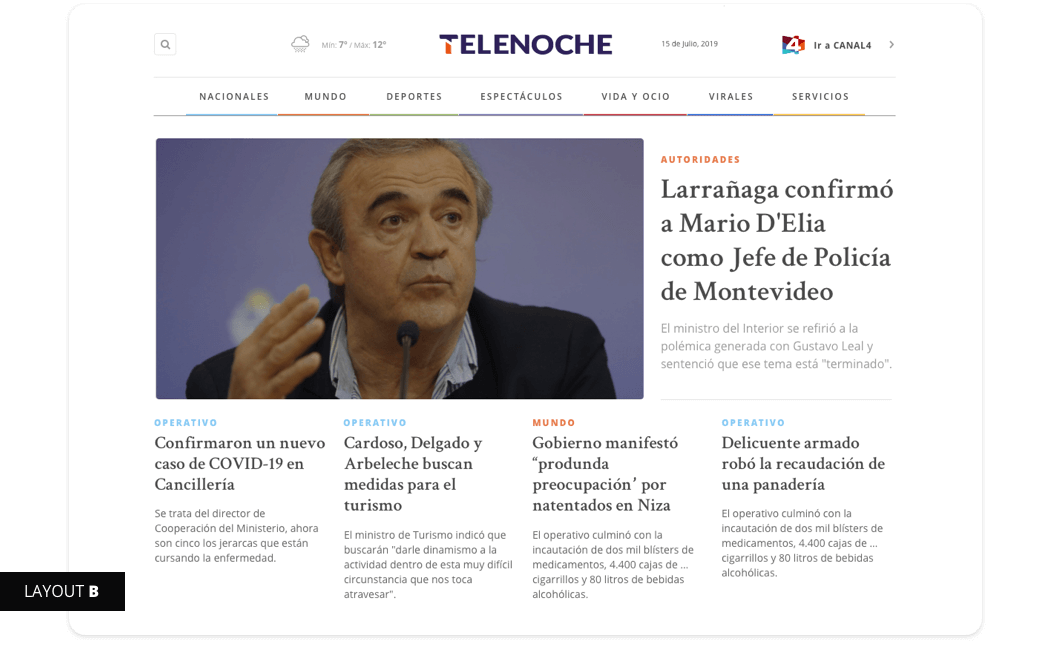 Mín: 7° / Máx: 12°
TELENOCHE
15 de Julio, 2019
4
Ir a CANAL4
NACIONALES MUNDO DEPORTES ESPECTÁCULOS VIDA Y OCIO VIRALES SERVICIOS
AUTORIDADES
Larrañaga confirmó
a Mario D'Elia
como Jefe de Policía
de Montevideo
El ministro del Interior se refirió a la
polémica generada con Gustavo Leal y
sentenció que ese tema está "terminado".
OPERATIVO
Confirmaron un nuevo
caso de COVID-19 en
Cancillería
Se trata del director de
Cooperación del Ministerio, ahora
son cinco los jerarcas que están
cursando la enfermedad.
OPERATIVO
Cardoso, Delgado y
Arbeleche buscan
medidas para el
turismo
El ministro de Turismo indicó que
buscarán "darle dinamismo a la
actividad dentro de esta muy difícil
circunstancia que nos toca
atravesar".
MUNDO
Gobierno manifestó
“produnda
preocupación’ por
natentados en Niza
El operativo culminó con la
incautación de dos mil blísters de
medicamentos, 4.400 cajas de ...
cigarrillos y 80 litros de bebidas
alcohólicas.
OPERATIVO
Delicuente armado
robó la recaudación de
una panadería
El operativo culminó con la
incautación de dos mil blísters de
medicamentos, 4.400 cajas de ...
cigarrillos y 80 litros de bebidas
alcohólicas.
LAYOUT B